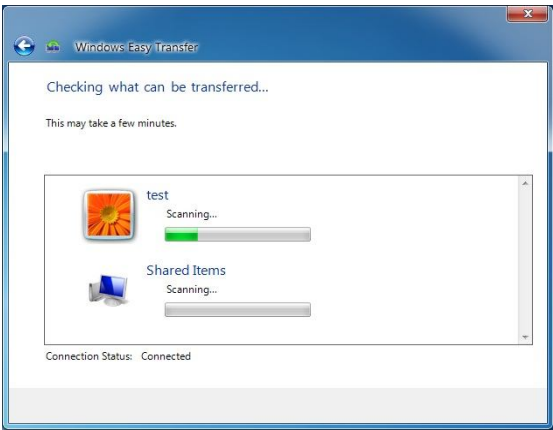 Windows Easy Transfer
Checking what can be transferred...
This may take a few minutes.
test
Scanning...
Shared Items
Scanning...
Connection Status: Connected